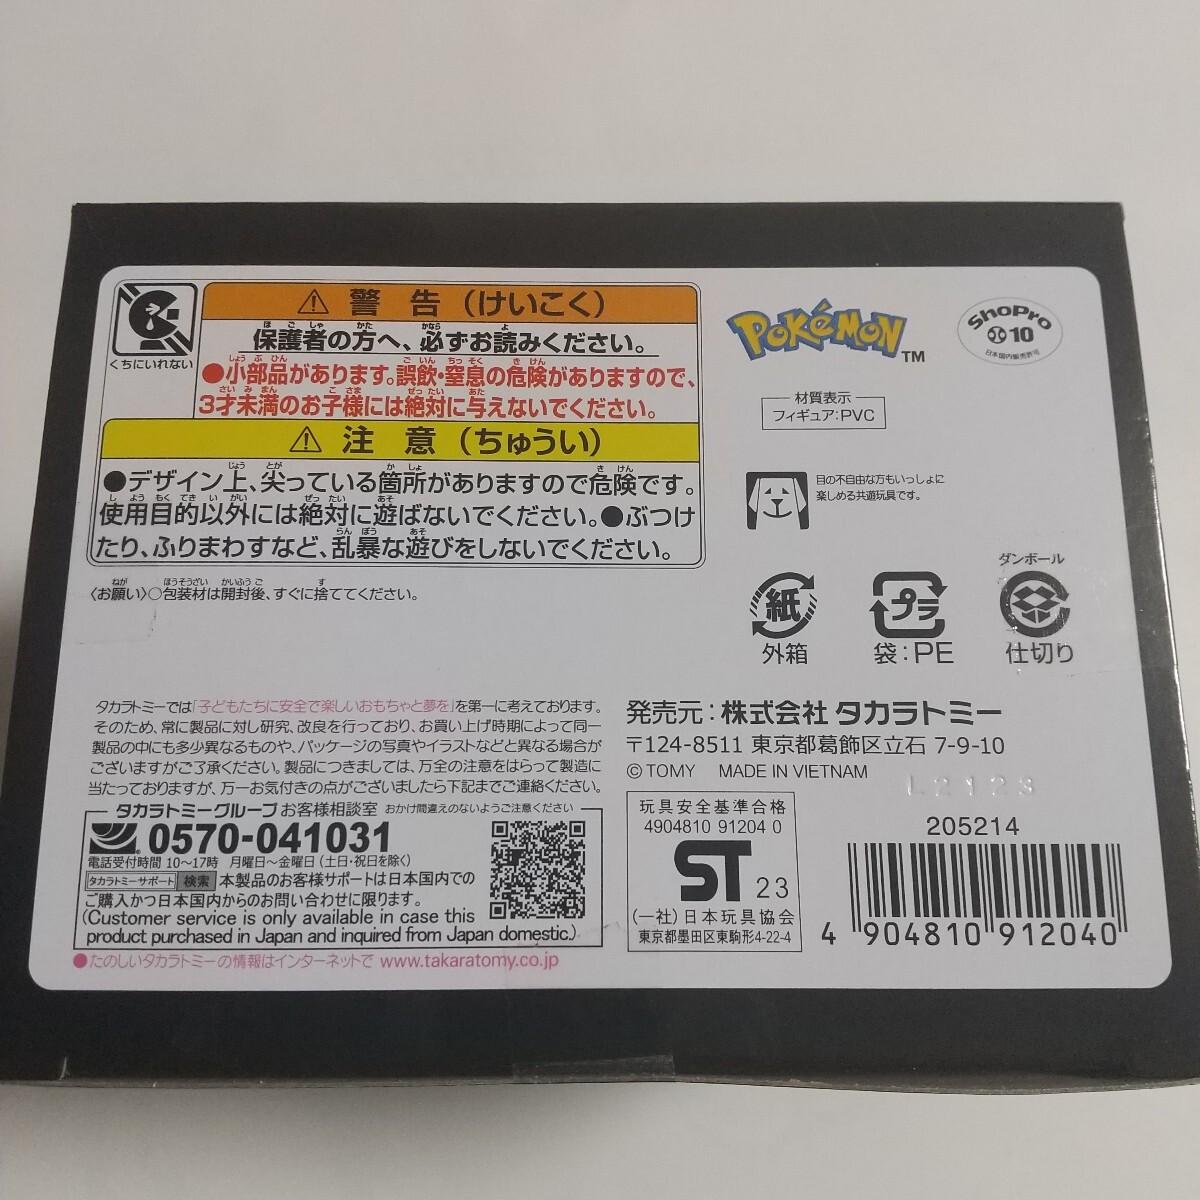 くちにいれない
⚠ 警告（けいこく）
保護者の方へ、必ずお読みください。
●小部品があります。誤飲・窒息の危険がありますので、
3才未満のお子様には絶対に与えないでください。
⚠ 注意（ちゅうい）
●デザイン上、尖っている箇所がありますので危険です。
使用目的以外には絶対に遊ばないでください。●ぶつけ
たり、ふりまわすなど、乱暴な遊びをしないでください。
〈お願い〉○包装材は開封後、すぐに捨ててください。
POKéMON TM
ShoPro
10
日本国内販売許可
材質表示
フィギュア:PVC
目の不自由な方もいっしょに
楽しめる共遊玩具です。
紙
外箱
プラ
袋:PE
ダンボール
仕切り
タカラトミーでは「子どもたちに安全で楽しいおもちゃと夢を」を第一に考えております。
そのため、常に製品に対し研究、改良を行っており、お買い上げ時期によって同一
製品の中にも多少異なるものや、パッケージの写真やイラストなどと異なる場合が
ございますがご了承ください。製品につきましては、万全の注意をはらって製造に
当たっておりますが、万一お気付きの点がございましたら下記までご連絡ください。
タカラトミーグループお客様相談室 おかけ間違えのないようご注意ください
0570-041031
電話受付時間 10〜17時 月曜日〜金曜日（土日・祝日を除く）
タカラトミーサポート 検索 本製品のお客様サポートは日本国内での
ご購入かつ日本国内からのお問い合わせに限ります。
(Customer service is only available in case this
product purchased in Japan and inquired from Japan domestic.)
●たのしいタカラトミーの情報はインターネットで www.takaratomy.co.jp
発売元:株式会社 タカラトミー
〒124-8511 東京都葛飾区立石 7-9-10
© TOMY MADE IN VIETNAM
L2123
玩具安全基準合格
4904810 91204 0
ST 23
(一社)日本玩具協会
東京都墨田区東駒形4-22-4
205214
4 904810 912040